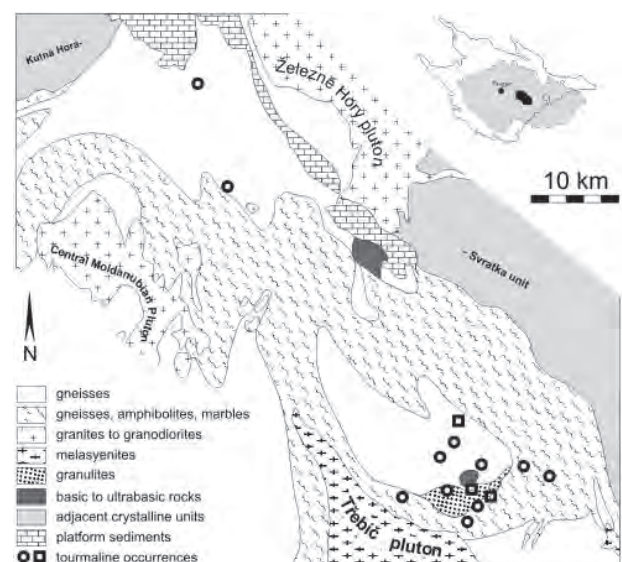 Kutná Hora-
Železné Hory pluton
10 km
- Svratka unit
Central Moldanubian Pluton
N
gneisses
gneisses, amphibolites, marbles
granites to granodiorites
melasyenites
granulites
basic to ultrabasic rocks
adjacent crystalline units
platform sediments
tourmaline occurrences
Třebíč pluton